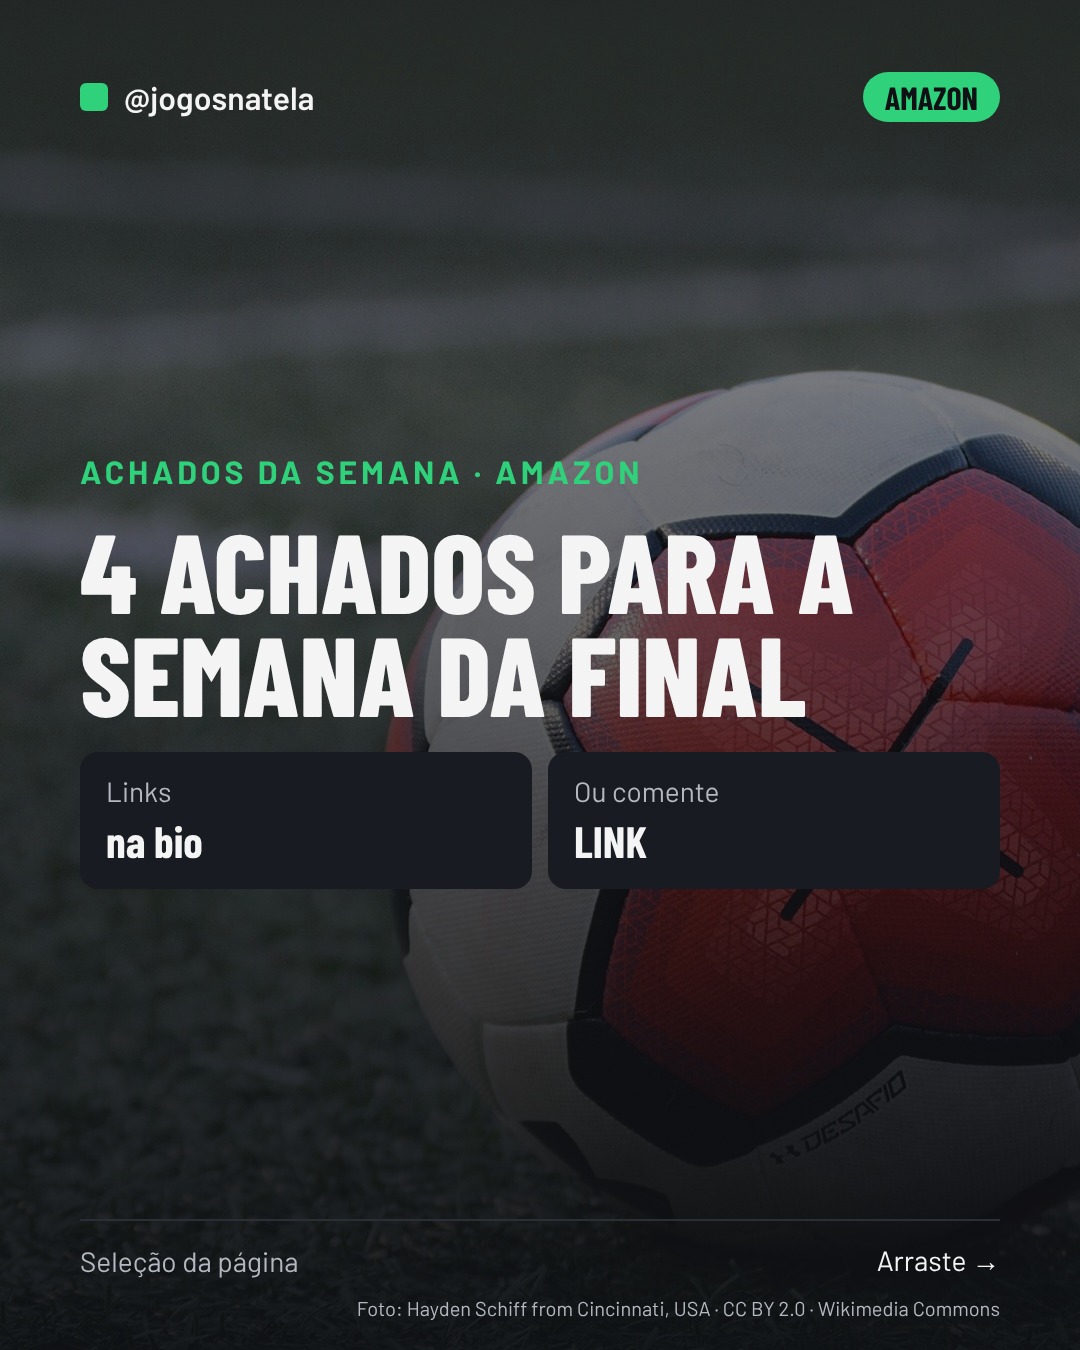 @jogosnatela
AMAZON
ACHADOS DA SEMANA · AMAZON
4 ACHADOS PARA A
SEMANA DA FINAL
Links
na bio
Ou comente
LINK
DESAFIO
Seleção da página
Arraste →
Foto: Hayden Schiff from Cincinnati, USA · CC BY 2.0 · Wikimedia Commons